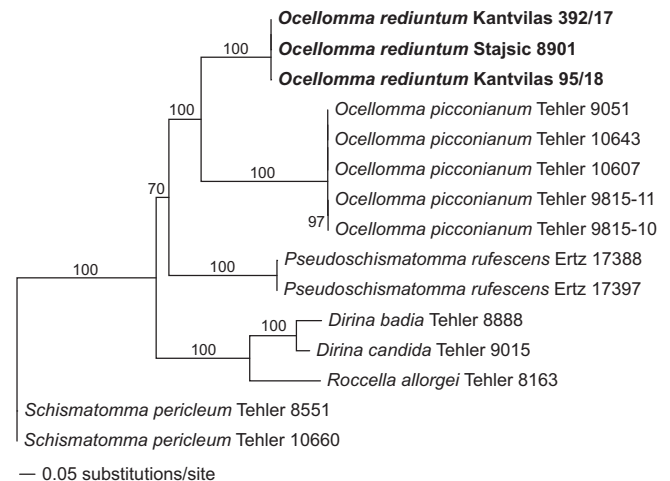 Ocellomma rediuntum Kantvilas 392/17
100
Ocellomma rediuntum Stajsic 8901
Ocellomma rediuntum Kantvilas 95/18
100
Ocellomma picconianum Tehler 9051
Ocellomma picconianum Tehler 10643
Ocellomma picconianum Tehler 10607
100
70
Ocellomma picconianum Tehler 9815-11
97
Ocellomma picconianum Tehler 9815-10
Pseudoschismatomma rufescens Ertz 17388
100
100
Pseudoschismatomma rufescens Ertz 17397
Dirina badia Tehler 8888
100
Dirina candida Tehler 9015
100
Roccella allorgei Tehler 8163
Schismatomma pericleum Tehler 8551
Schismatomma pericleum Tehler 10660
0.05 substitutions/site